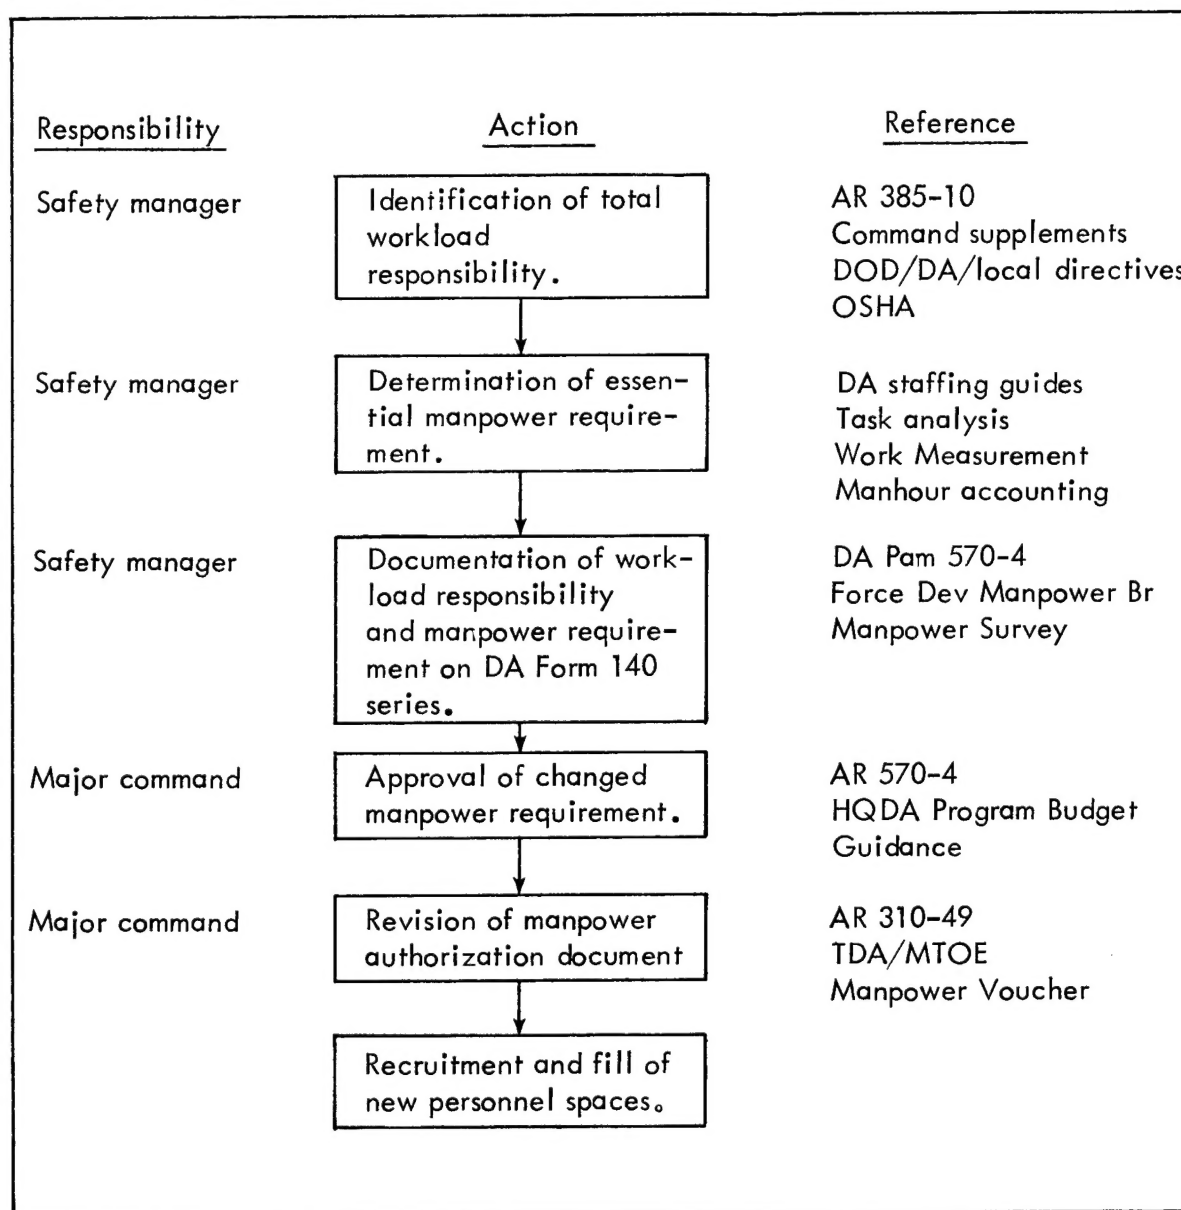 Responsibility
Action
Reference
Safety manager
Identification of total
workload
responsibility.
AR 385-10
Command supplements
DOD/DA/local directives
OSHA
Safety manager
Determination of essen-
tial manpower require-
ment.
DA staffing guides
Task analysis
Work Measurement
Manhour accounting
Safety manager
Documentation of work-
load responsibility
and manpower require-
ment on DA Form 140
series.
DA Pam 570-4
Force Dev Manpower Br
Manpower Survey
Major command
Approval of changed
manpower requirement.
AR 570-4
HQDA Program Budget
Guidance
Major command
Revision of manpower
authorization document
AR 310-49
TDA/MTOE
Manpower Voucher
Recruitment and fill of
new personnel spaces.